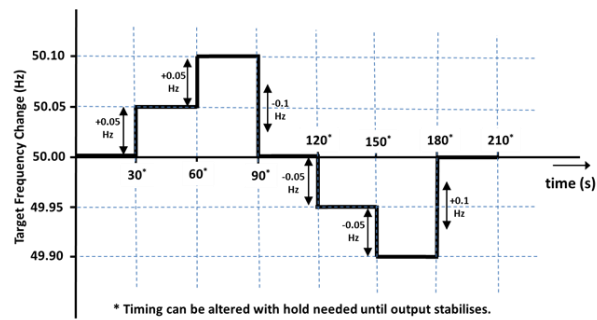 50.10
50.05
50.00
49.95
49.90
Target Frequency Change (Hz)
+0.05
Hz
+0.05
Hz
-0.1
Hz
-0.05
Hz
-0.05
Hz
+0.1
Hz
30*
60*
90*
120*
150*
180*
210*
time (s)
* Timing can be altered with hold needed until output stabilises.